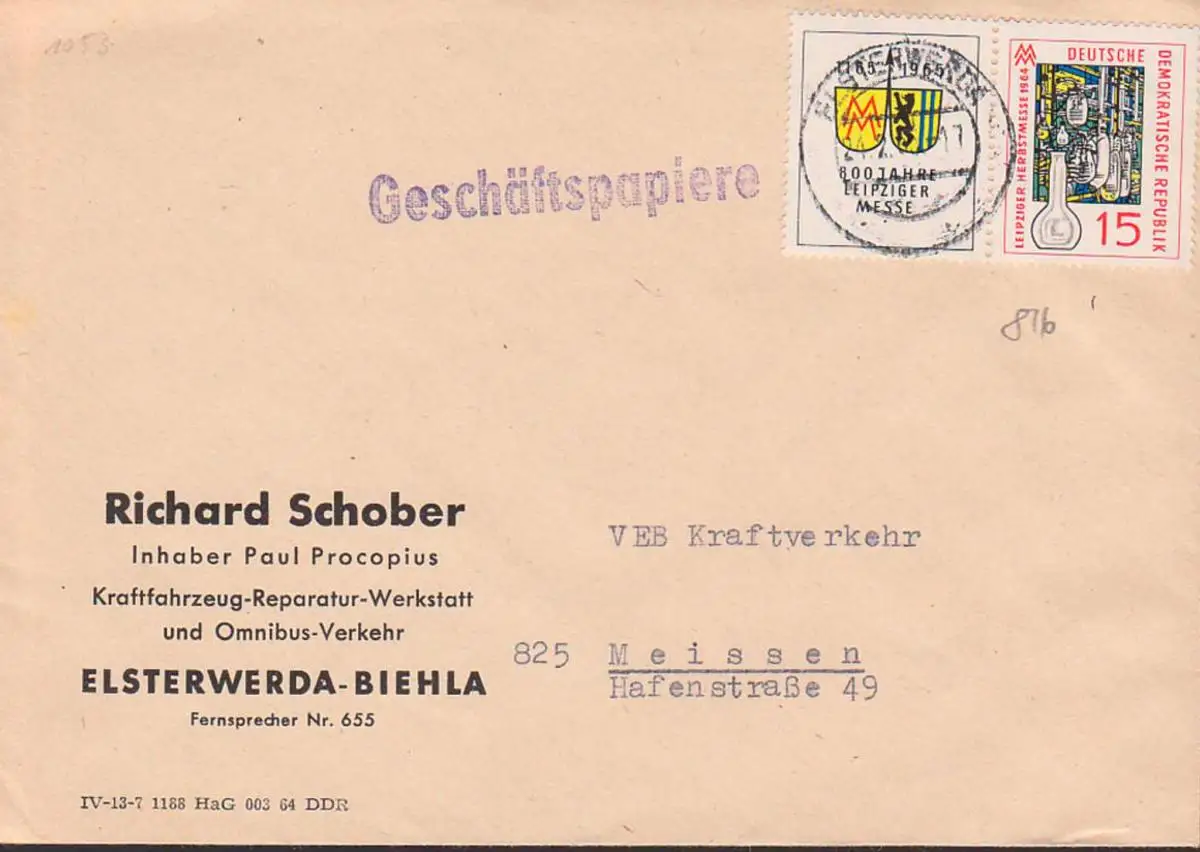 1053
ELSTERWERDA
1965
800 JAHRE
LEIPZIGER
MESSE
MM
LEIPZIGER HERBSTMESSE 1964
DEUTSCHE
DEMOKRATISCHE REPUBLIK
15
Geschäftspapiere
Richard Schober
Inhaber Paul Procopius
Kraftfahrzeug-Reparatur-Werkstatt
und Omnibus-Verkehr
ELSTERWERDA-BIEHLA
Fernsprecher Nr. 655
VEB Kraftverkehr
825 Meissen
Hafenstraße 49
IV-13-7 1188 HaG 003 64 DDR